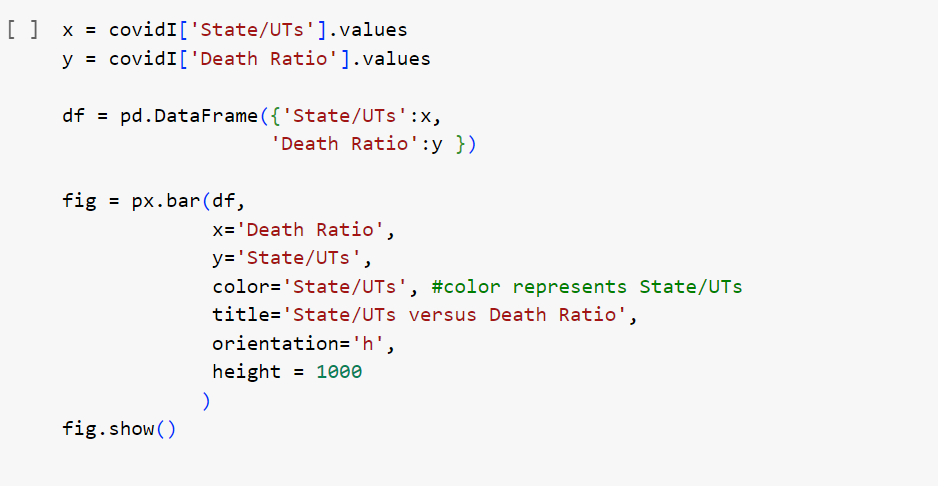 [ ] x = covidI['State/UTs'].values
y = covidI['Death Ratio'].values
df = pd.DataFrame({'State/UTs':x,
'Death Ratio':y })
fig = px.bar(df,
x='Death Ratio',
y='State/UTs',
color='State/UTs', #color represents State/UTs
title='State/UTs versus Death Ratio',
orientation='h',
height = 1000
)
fig.show()